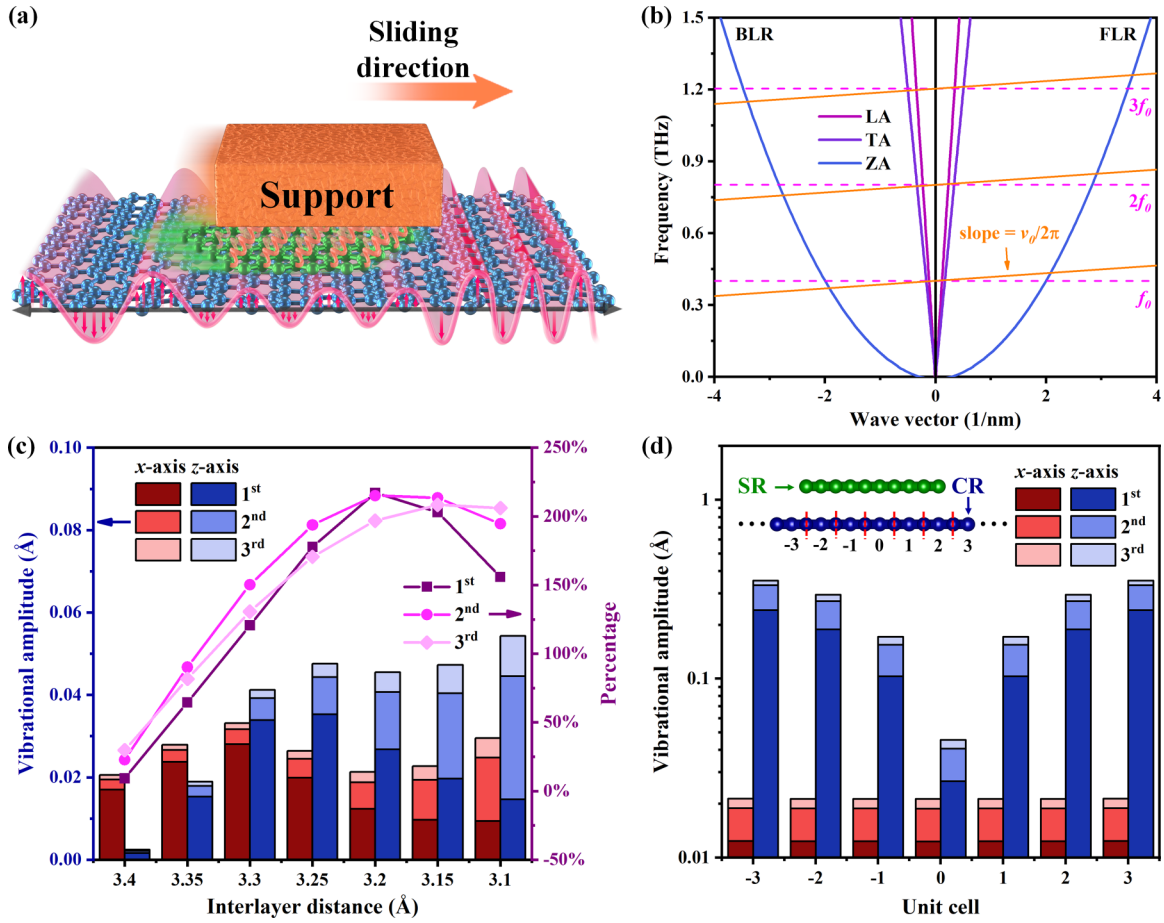 (a)
Sliding
direction
Support
(b)
BLR
FLR
1.5
1.2
0.9
0.6
0.3
0.0
Frequency (THz)
LA
TA
ZA
3f₀
2f₀
slope = v₀/2π
f₀
-4
-2
0
2
4
Wave vector (1/nm)
(c)
0.10
0.08
0.06
0.04
0.02
0.00
Vibrational amplitude (Å)
x-axis z-axis
1ˢᵗ
2ⁿᵈ
3ʳᵈ
1ˢᵗ
2ⁿᵈ
3ʳᵈ
250%
200%
150%
100%
50%
0%
-50%
Percentage
3.4
3.35
3.3
3.25
3.2
3.15
3.1
Interlayer distance (Å)
(d)
1
0.1
0.01
Vibrational amplitude (Å)
SR
CR
-3 -2 -1 0 1 2 3
x-axis z-axis
1ˢᵗ
2ⁿᵈ
3ʳᵈ
-3
-2
-1
0
1
2
3
Unit cell